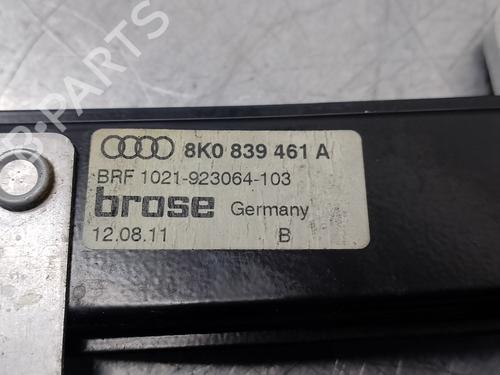 8K0 839 461 A
BRF 1021-923064-103
brose Germany
12.08.11 B
B-PARTS